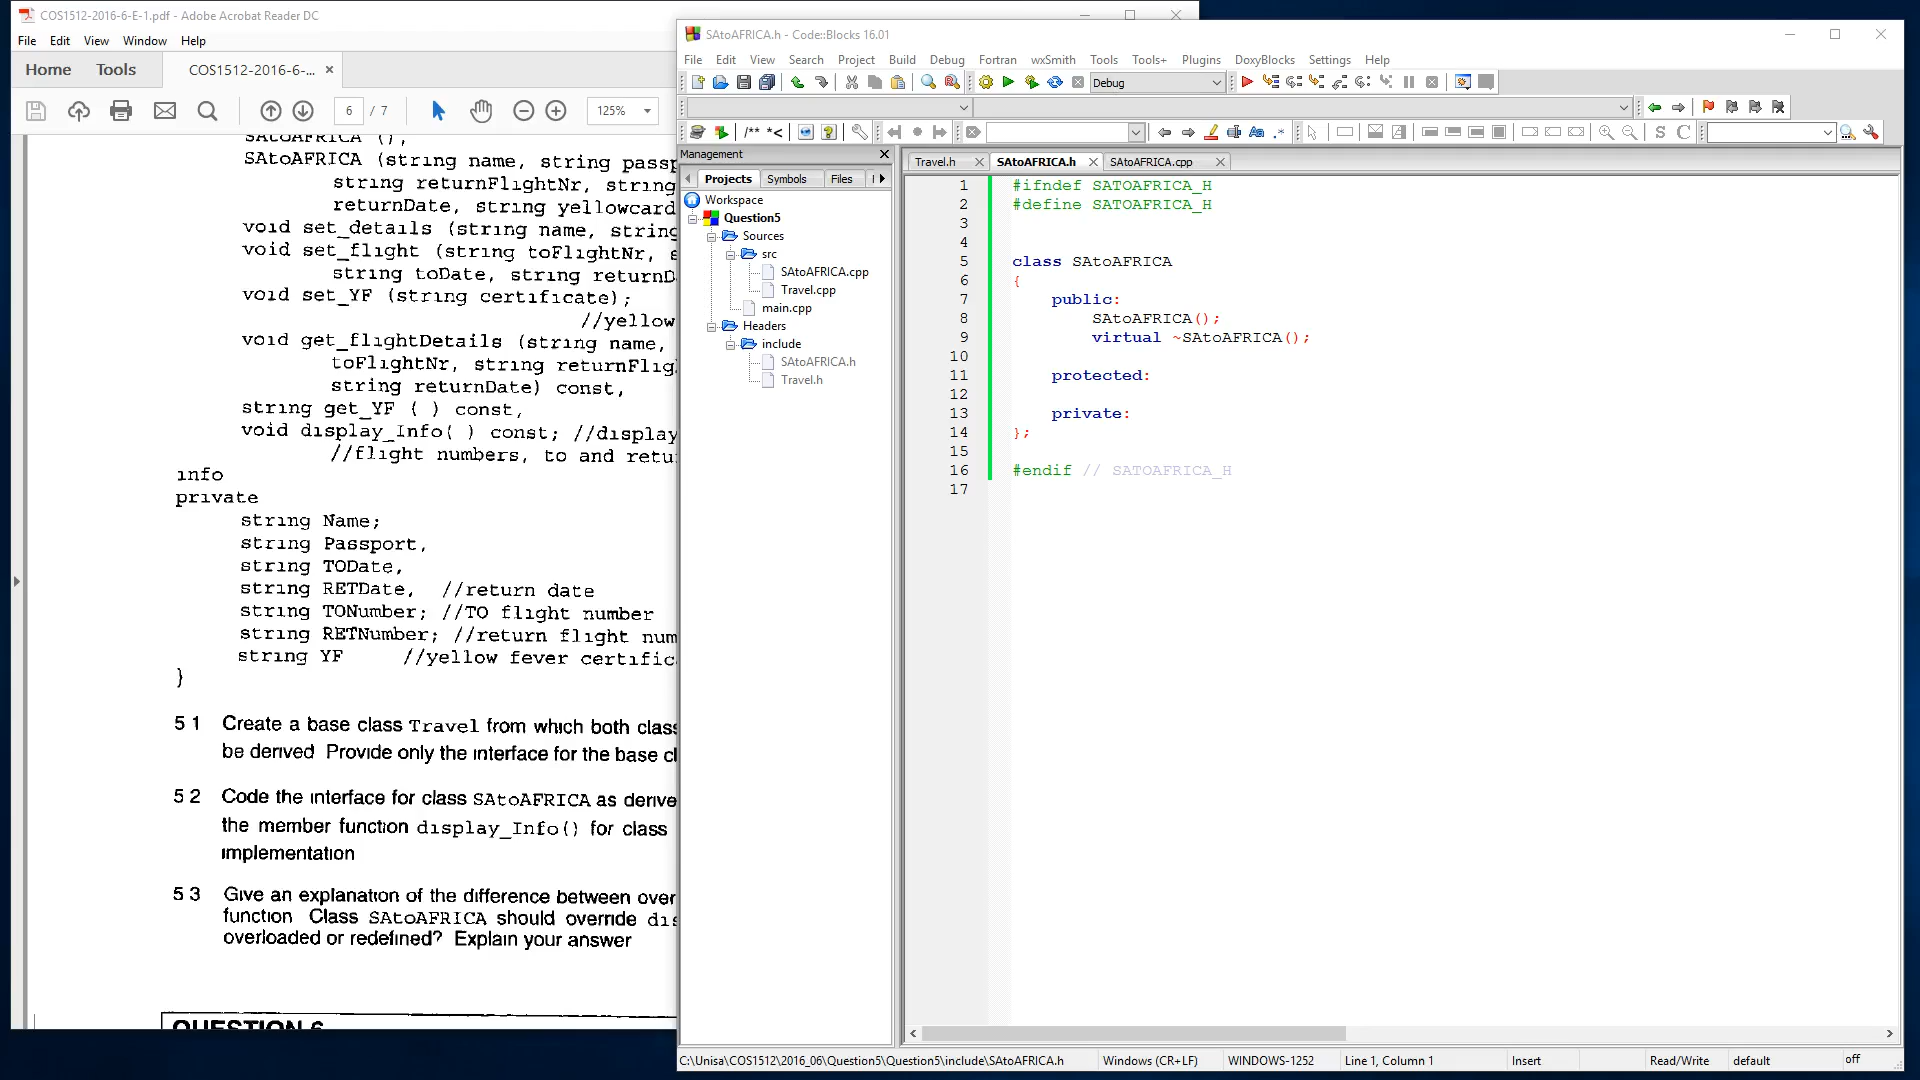 COS1512-2016-6-E-1.pdf - Adobe Acrobat Reader DC
File Edit View Window Help
Home Tools COS1512-2016-6-... ×
6 / 7 125%
SAtoAFRICA (),
SAtoAFRICA (string name, string passp
string returnFlightNr, string
returnDate, string yellowcard
void set_details (string name, string
void set_flight (string toFlightNr, s
string toDate, string returnD
void set_YF (string certificate);
//yellow
void get_flightDetails (string name,
toFlightNr, string returnFlig
string returnDate) const,
string get_YF ( ) const,
void display_Info( ) const; //display
//flight numbers, to and retu
info
private
string Name;
string Passport,
string TODate,
string RETDate, //return date
string TONumber; //TO flight number
string RETNumber; //return flight num
string YF //yellow fever certific
}
5 1 Create a base class Travel from which both class
be derived Provide only the interface for the base cl
5 2 Code the interface for class SAtoAFRICA as derive
the member function display_Info() for class
implementation
5 3 Give an explanation of the difference between over
function Class SAtoAFRICA should override dis
overloaded or redefined? Explain your answer
QUESTION 6
SAtoAFRICA.h - Code::Blocks 16.01
File Edit View Search Project Build Debug Fortran wxSmith Tools Tools+ Plugins DoxyBlocks Settings Help
Debug
/** *<
S C
Management
Projects Symbols Files
Workspace
Question5
Sources
src
SAtoAFRICA.cpp
Travel.cpp
main.cpp
Headers
include
SAtoAFRICA.h
Travel.h
Travel.h SAtoAFRICA.h SAtoAFRICA.cpp
1 #ifndef SATOAFRICA_H
2 #define SATOAFRICA_H
3
4
5 class SAtoAFRICA
6 {
7 public:
8 SAtoAFRICA();
9 virtual ~SAtoAFRICA();
10
11 protected:
12
13 private:
14 };
15
16 #endif // SATOAFRICA_H
17
C:\Unisa\COS1512\2016_06\Question5\Question5\include\SAtoAFRICA.h Windows (CR+LF) WINDOWS-1252 Line 1, Column 1 Insert Read/Write default off